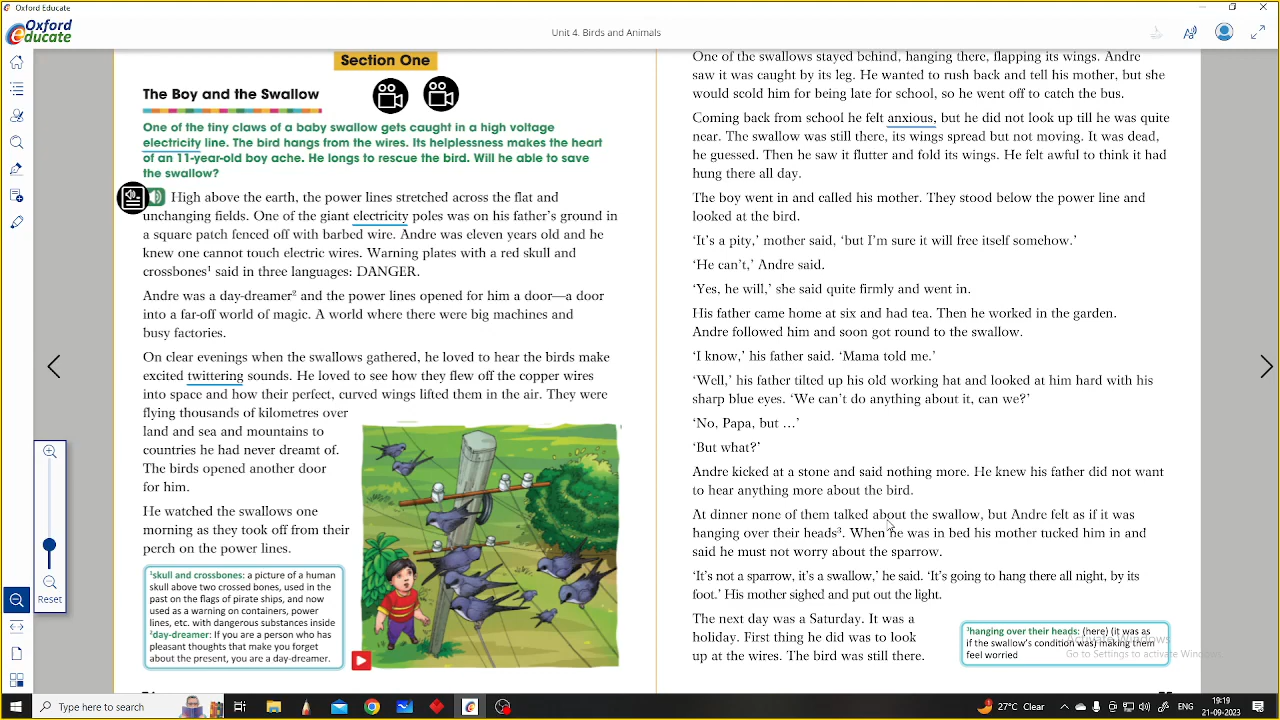 Oxford Educate
Oxford
educate
Unit 4. Birds and Animals
Section One
The Boy and the Swallow
One of the tiny claws of a baby swallow gets caught in a high voltage
electricity line. The bird hangs from the wires. Its helplessness makes the heart
of an 11-year-old boy ache. He longs to rescue the bird. Will he able to save
the swallow?
High above the earth, the power lines stretched across the flat and
unchanging fields. One of the giant electricity poles was on his father's ground in
a square patch fenced off with barbed wire. Andre was eleven years old and he
knew one cannot touch electric wires. Warning plates with a red skull and
crossbones¹ said in three languages: DANGER.
Andre was a day-dreamer² and the power lines opened for him a door—a door
into a far-off world of magic. A world where there were big machines and
busy factories.
On clear evenings when the swallows gathered, he loved to hear the birds make
excited twittering sounds. He loved to see how they flew off the copper wires
into space and how their perfect, curved wings lifted them in the air. They were
flying thousands of kilometres over
land and sea and mountains to
countries he had never dreamt of.
The birds opened another door
for him.
He watched the swallows one
morning as they took off from their
perch on the power lines.
¹skull and crossbones: a picture of a human
skull above two crossed bones, used in the
past on the flags of pirate ships, and now
used as a warning on containers, power
lines, etc. with dangerous substances inside
²day-dreamer: If you are a person who has
pleasant thoughts that make you forget
about the present, you are a day-dreamer.
One of the swallows stayed behind, hanging there, flapping its wings. Andre
saw it was caught by its leg. He wanted to rush back and tell his mother, but she
would scold him for being late for school, so he went off to catch the bus.
Coming back from school he felt anxious, but he did not look up till he was quite
near. The swallow was still there, its wings spread but not moving. It was dead,
he guessed. Then he saw it flutter and fold its wings. He felt awful to think it had
hung there all day.
The boy went in and called his mother. They stood below the power line and
looked at the bird.
'It's a pity,' mother said, 'but I'm sure it will free itself somehow.'
'He can't,' Andre said.
'Yes, he will,' she said quite firmly and went in.
His father came home at six and had tea. Then he worked in the garden.
Andre followed him and soon got round to the swallow.
'I know,' his father said. 'Mama told me.'
'Well,' his father tilted up his old working hat and looked at him hard with his
sharp blue eyes. 'We can't do anything about it, can we?'
'No, Papa, but …'
'But what?'
Andre kicked at a stone and said nothing more. He knew his father did not want
to hear anything more about the bird.
At dinner none of them talked about the swallow, but Andre felt as if it was
hanging over their heads³. When he was in bed his mother tucked him in and
said he must not worry about the sparrow.
'It's not a sparrow, it's a swallow,' he said. 'It's going to hang there all night by its
foot.' His mother sighed and put out the light.
The next day was a Saturday. It was a
holiday. First thing he did was to look
up at the wires. The bird was still there.
³hanging over their heads: (here) (it was as
if the swallow's condition was) making them
feel worried
Activate Windows
Go to Settings to activate Windows.
Reset
Type here to search
27°C Clear
ENG
19:19
21-09-2023